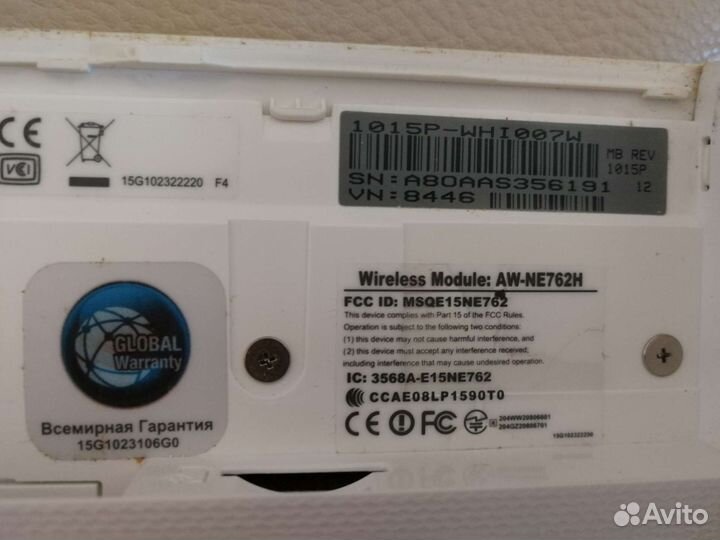 CE
VCI
15G102322220 F4
1015P-WHI007W
MB REV
1015P
SN:A80AAS356191 12
VN:8446
GLOBAL
Warranty
Всемирная Гарантия
15G1023106G0
Wireless Module: AW-NE762H
FCC ID: MSQE15NE762
This device complies with Part 15 of the FCC Rules.
Operation is subject to the following two conditions:
(1) this device may not cause harmful interference, and
(2) this device must accept any interference received,
including interference that may cause undesired operation.
IC: 3568A-E15NE762
CCAE08LP1590T0
CE FC
Avito